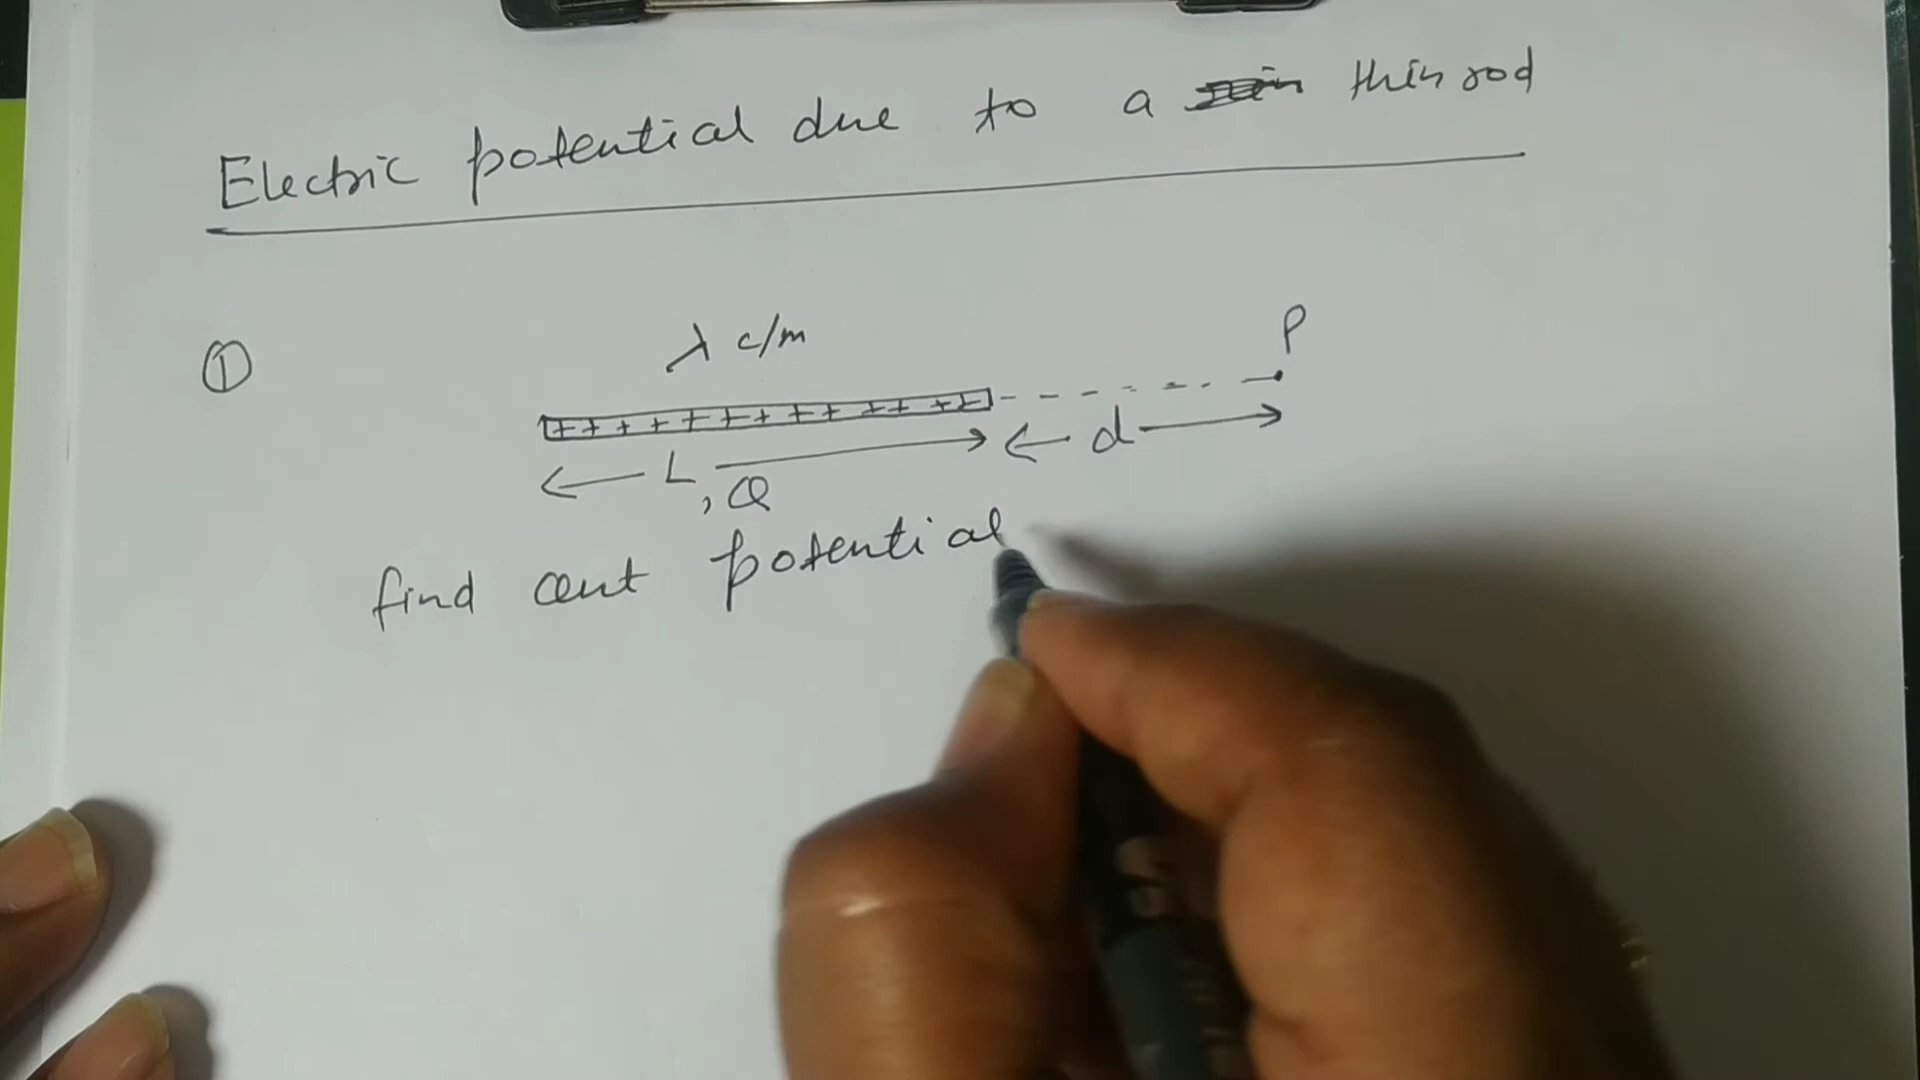 Electric potential due to a thin rod
λ c/m
P
①
+ + + + + + + + + + + + +
L, Q
d
find out potential